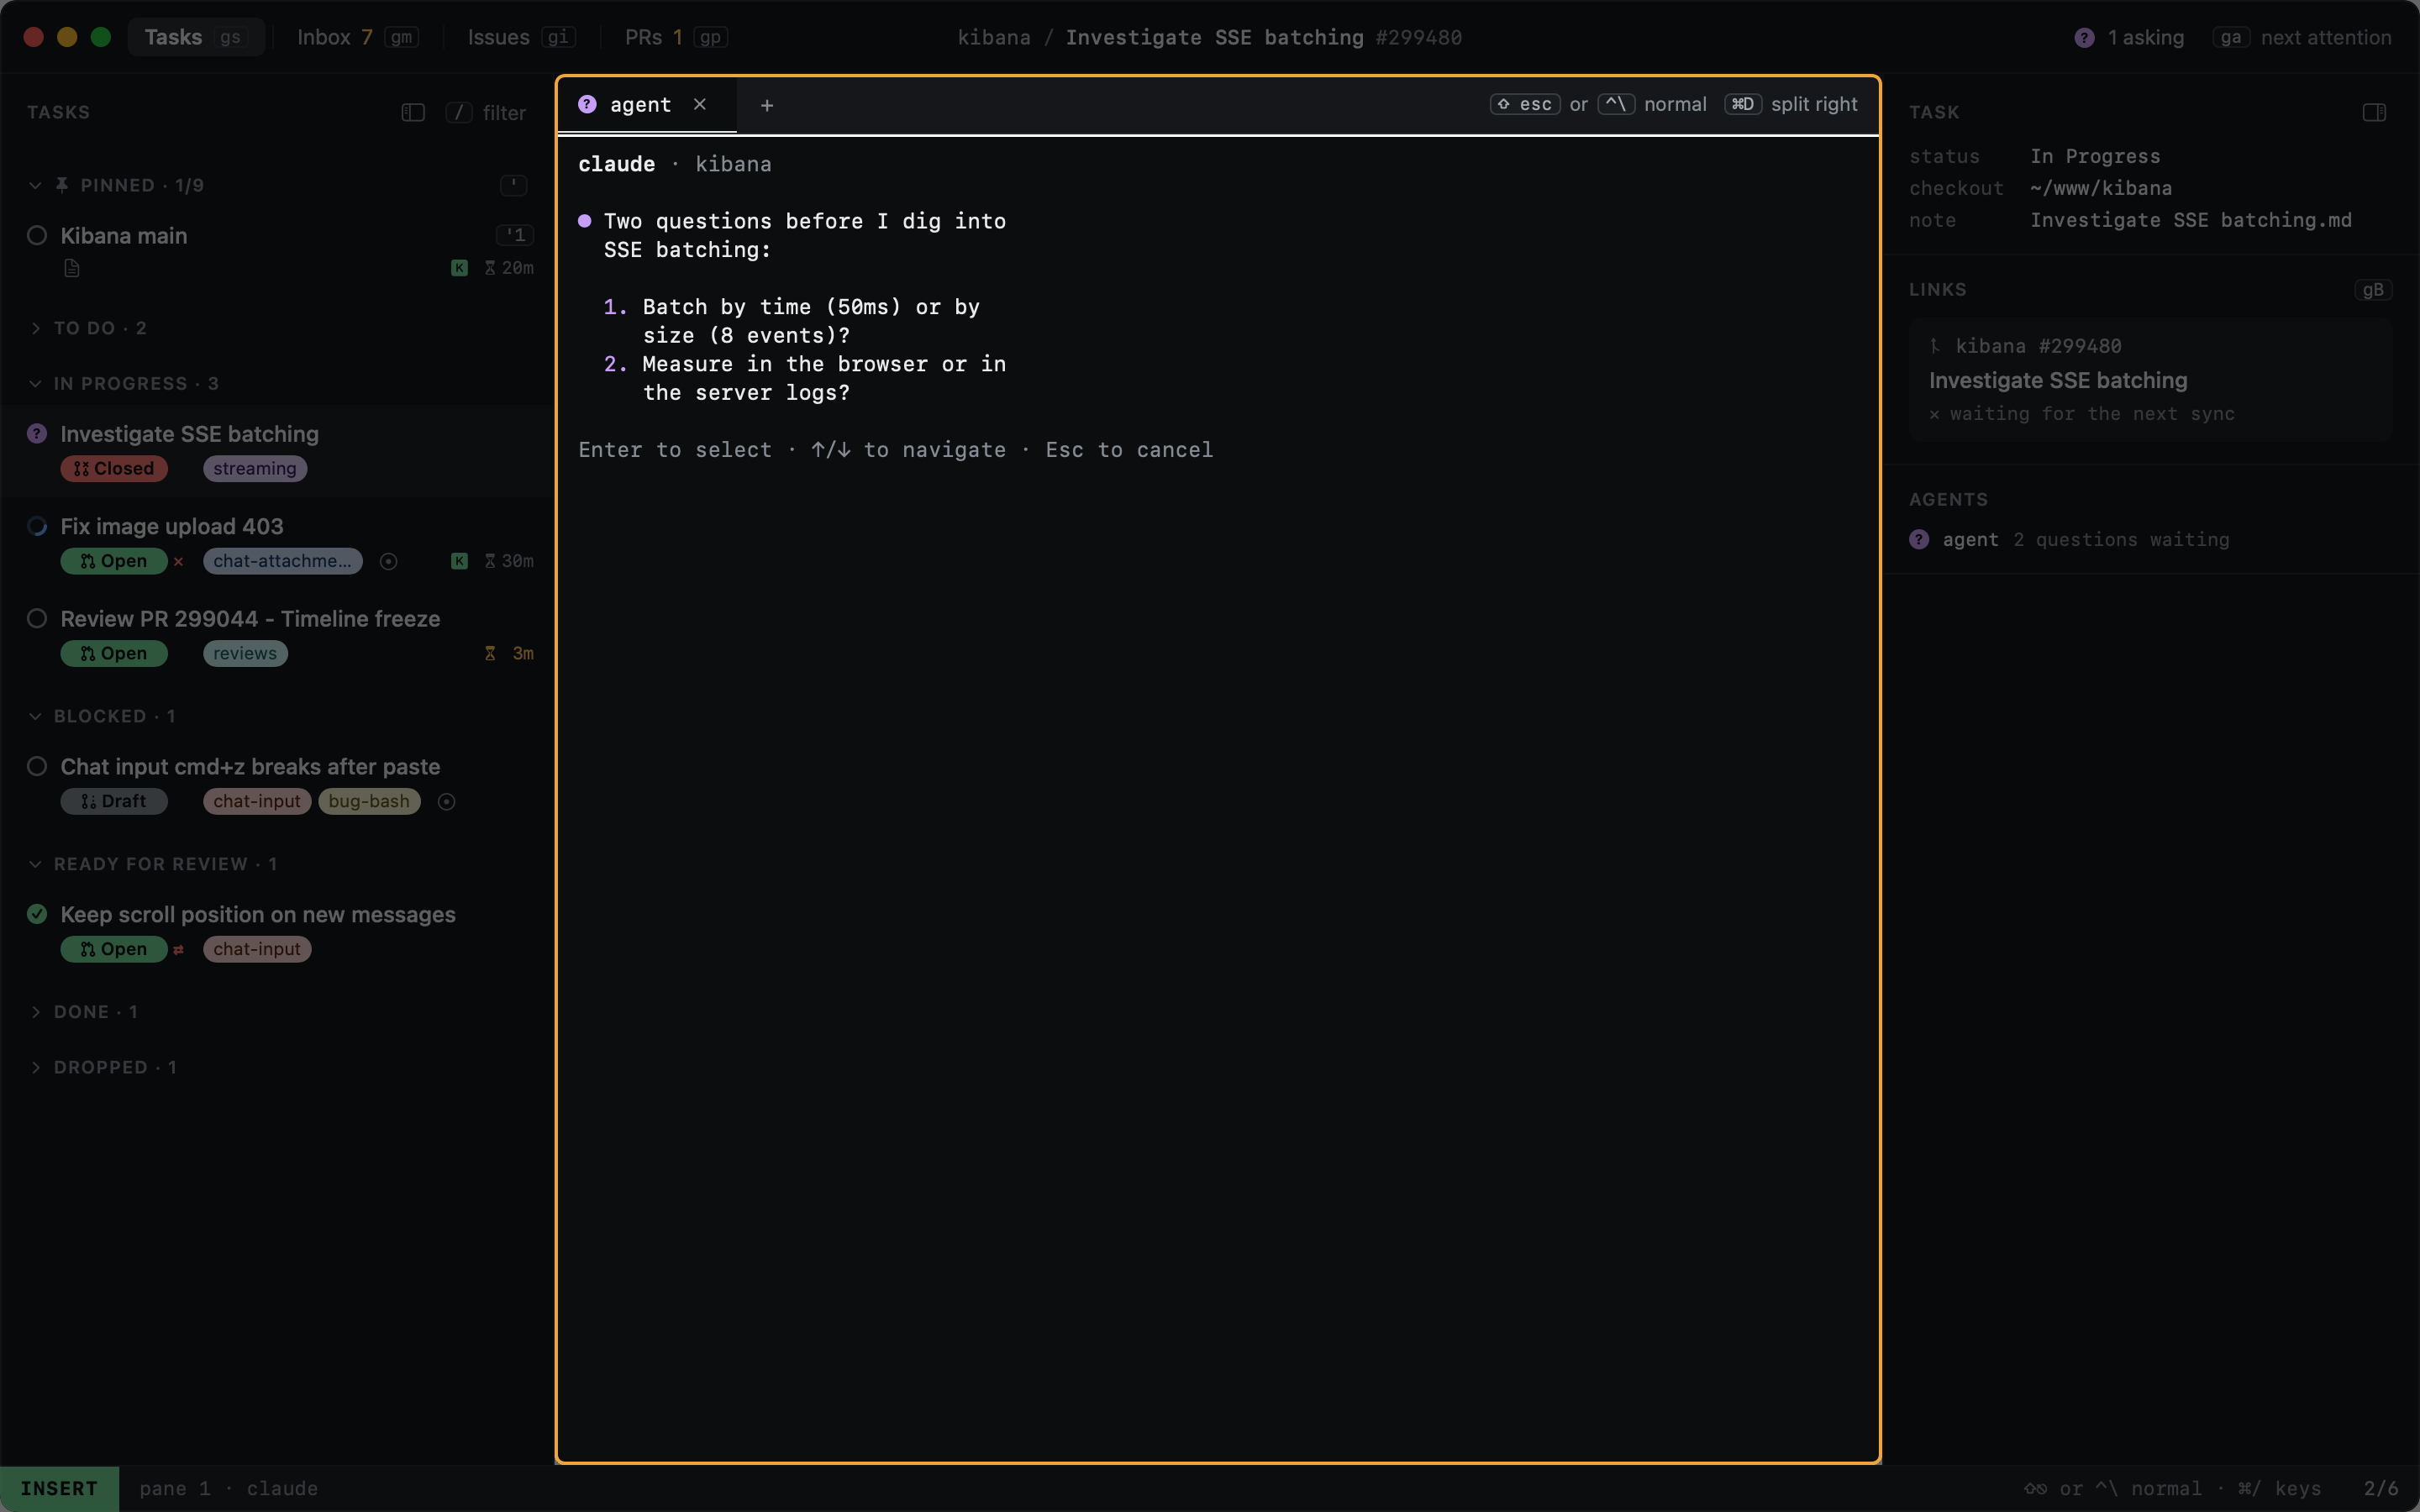 Tasks gs
Inbox 7 gm
Issues gi
PRs 1 gp
kibana / Investigate SSE batching #299480
? 1 asking
ga next attention
TASKS
/ filter
PINNED · 1/9 '
Kibana main '1
K 20m
TO DO · 2
IN PROGRESS · 3
? Investigate SSE batching
Closed streaming
Fix image upload 403
Open × chat-attachme... K 30m
Review PR 299044 - Timeline freeze
Open reviews 3m
BLOCKED · 1
Chat input cmd+z breaks after paste
Draft chat-input bug-bash
READY FOR REVIEW · 1
Keep scroll position on new messages
Open ⇄ chat-input
DONE · 1
DROPPED · 1
? agent × +
⇧ esc or ^\ normal ⌘D split right
claude · kibana
● Two questions before I dig into
SSE batching:
1. Batch by time (50ms) or by
size (8 events)?
2. Measure in the browser or in
the server logs?
Enter to select · ↑/↓ to navigate · Esc to cancel
TASK
status In Progress
checkout ~/www/kibana
note Investigate SSE batching.md
LINKS gB
kibana #299480
Investigate SSE batching
× waiting for the next sync
AGENTS
? agent 2 questions waiting
INSERT pane 1 · claude
⇧⎋ or ^\ normal · ⌘/ keys 2/6